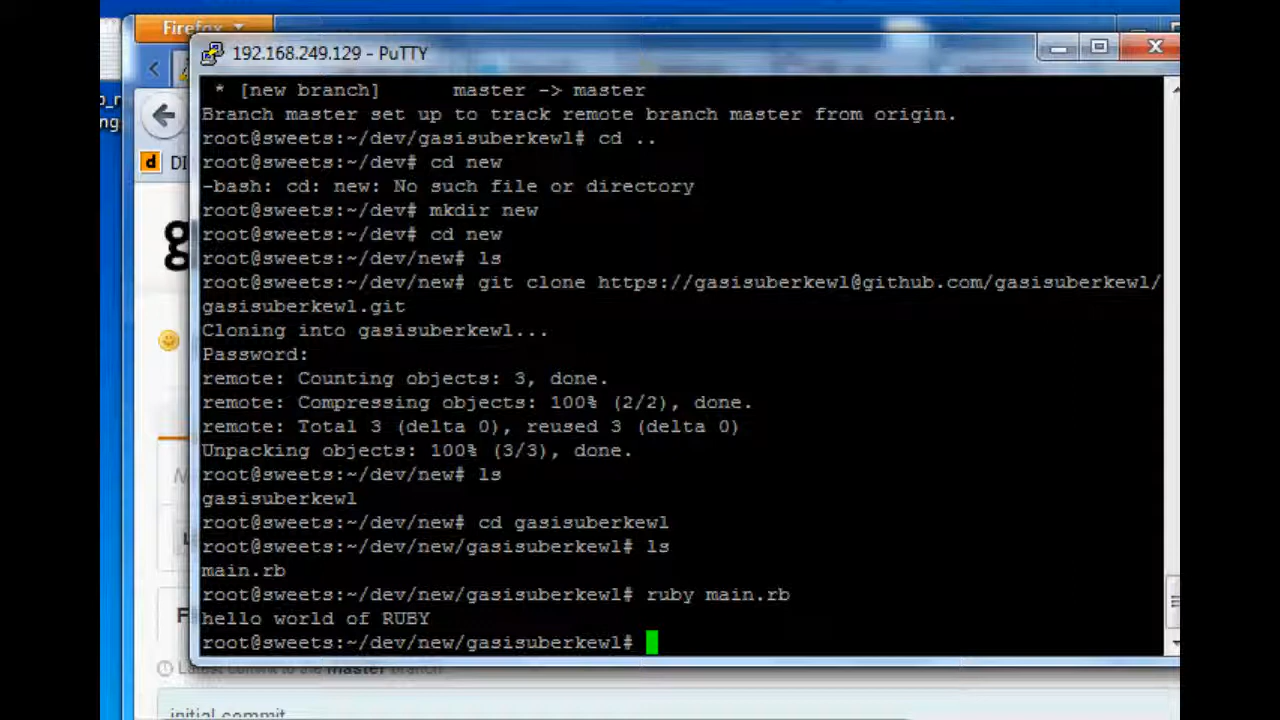 Firefox
192.168.249.129 - PuTTY
* [new branch]      master -> master
Branch master set up to track remote branch master from origin.
root@sweets:~/dev/gasisuberkewl# cd ..
root@sweets:~/dev# cd new
-bash: cd: new: No such file or directory
root@sweets:~/dev# mkdir new
root@sweets:~/dev# cd new
root@sweets:~/dev/new# ls
root@sweets:~/dev/new# git clone https://gasisuberkewl@github.com/gasisuberkewl/
gasisuberkewl.git
Cloning into gasisuberkewl...
Password:
remote: Counting objects: 3, done.
remote: Compressing objects: 100% (2/2), done.
remote: Total 3 (delta 0), reused 3 (delta 0)
Unpacking objects: 100% (3/3), done.
root@sweets:~/dev/new# ls
gasisuberkewl
root@sweets:~/dev/new# cd gasisuberkewl
root@sweets:~/dev/new/gasisuberkewl# ls
main.rb
root@sweets:~/dev/new/gasisuberkewl# ruby main.rb
hello world of RUBY
root@sweets:~/dev/new/gasisuberkewl#
d DI
g
Latest commit to the master branch
initial commit